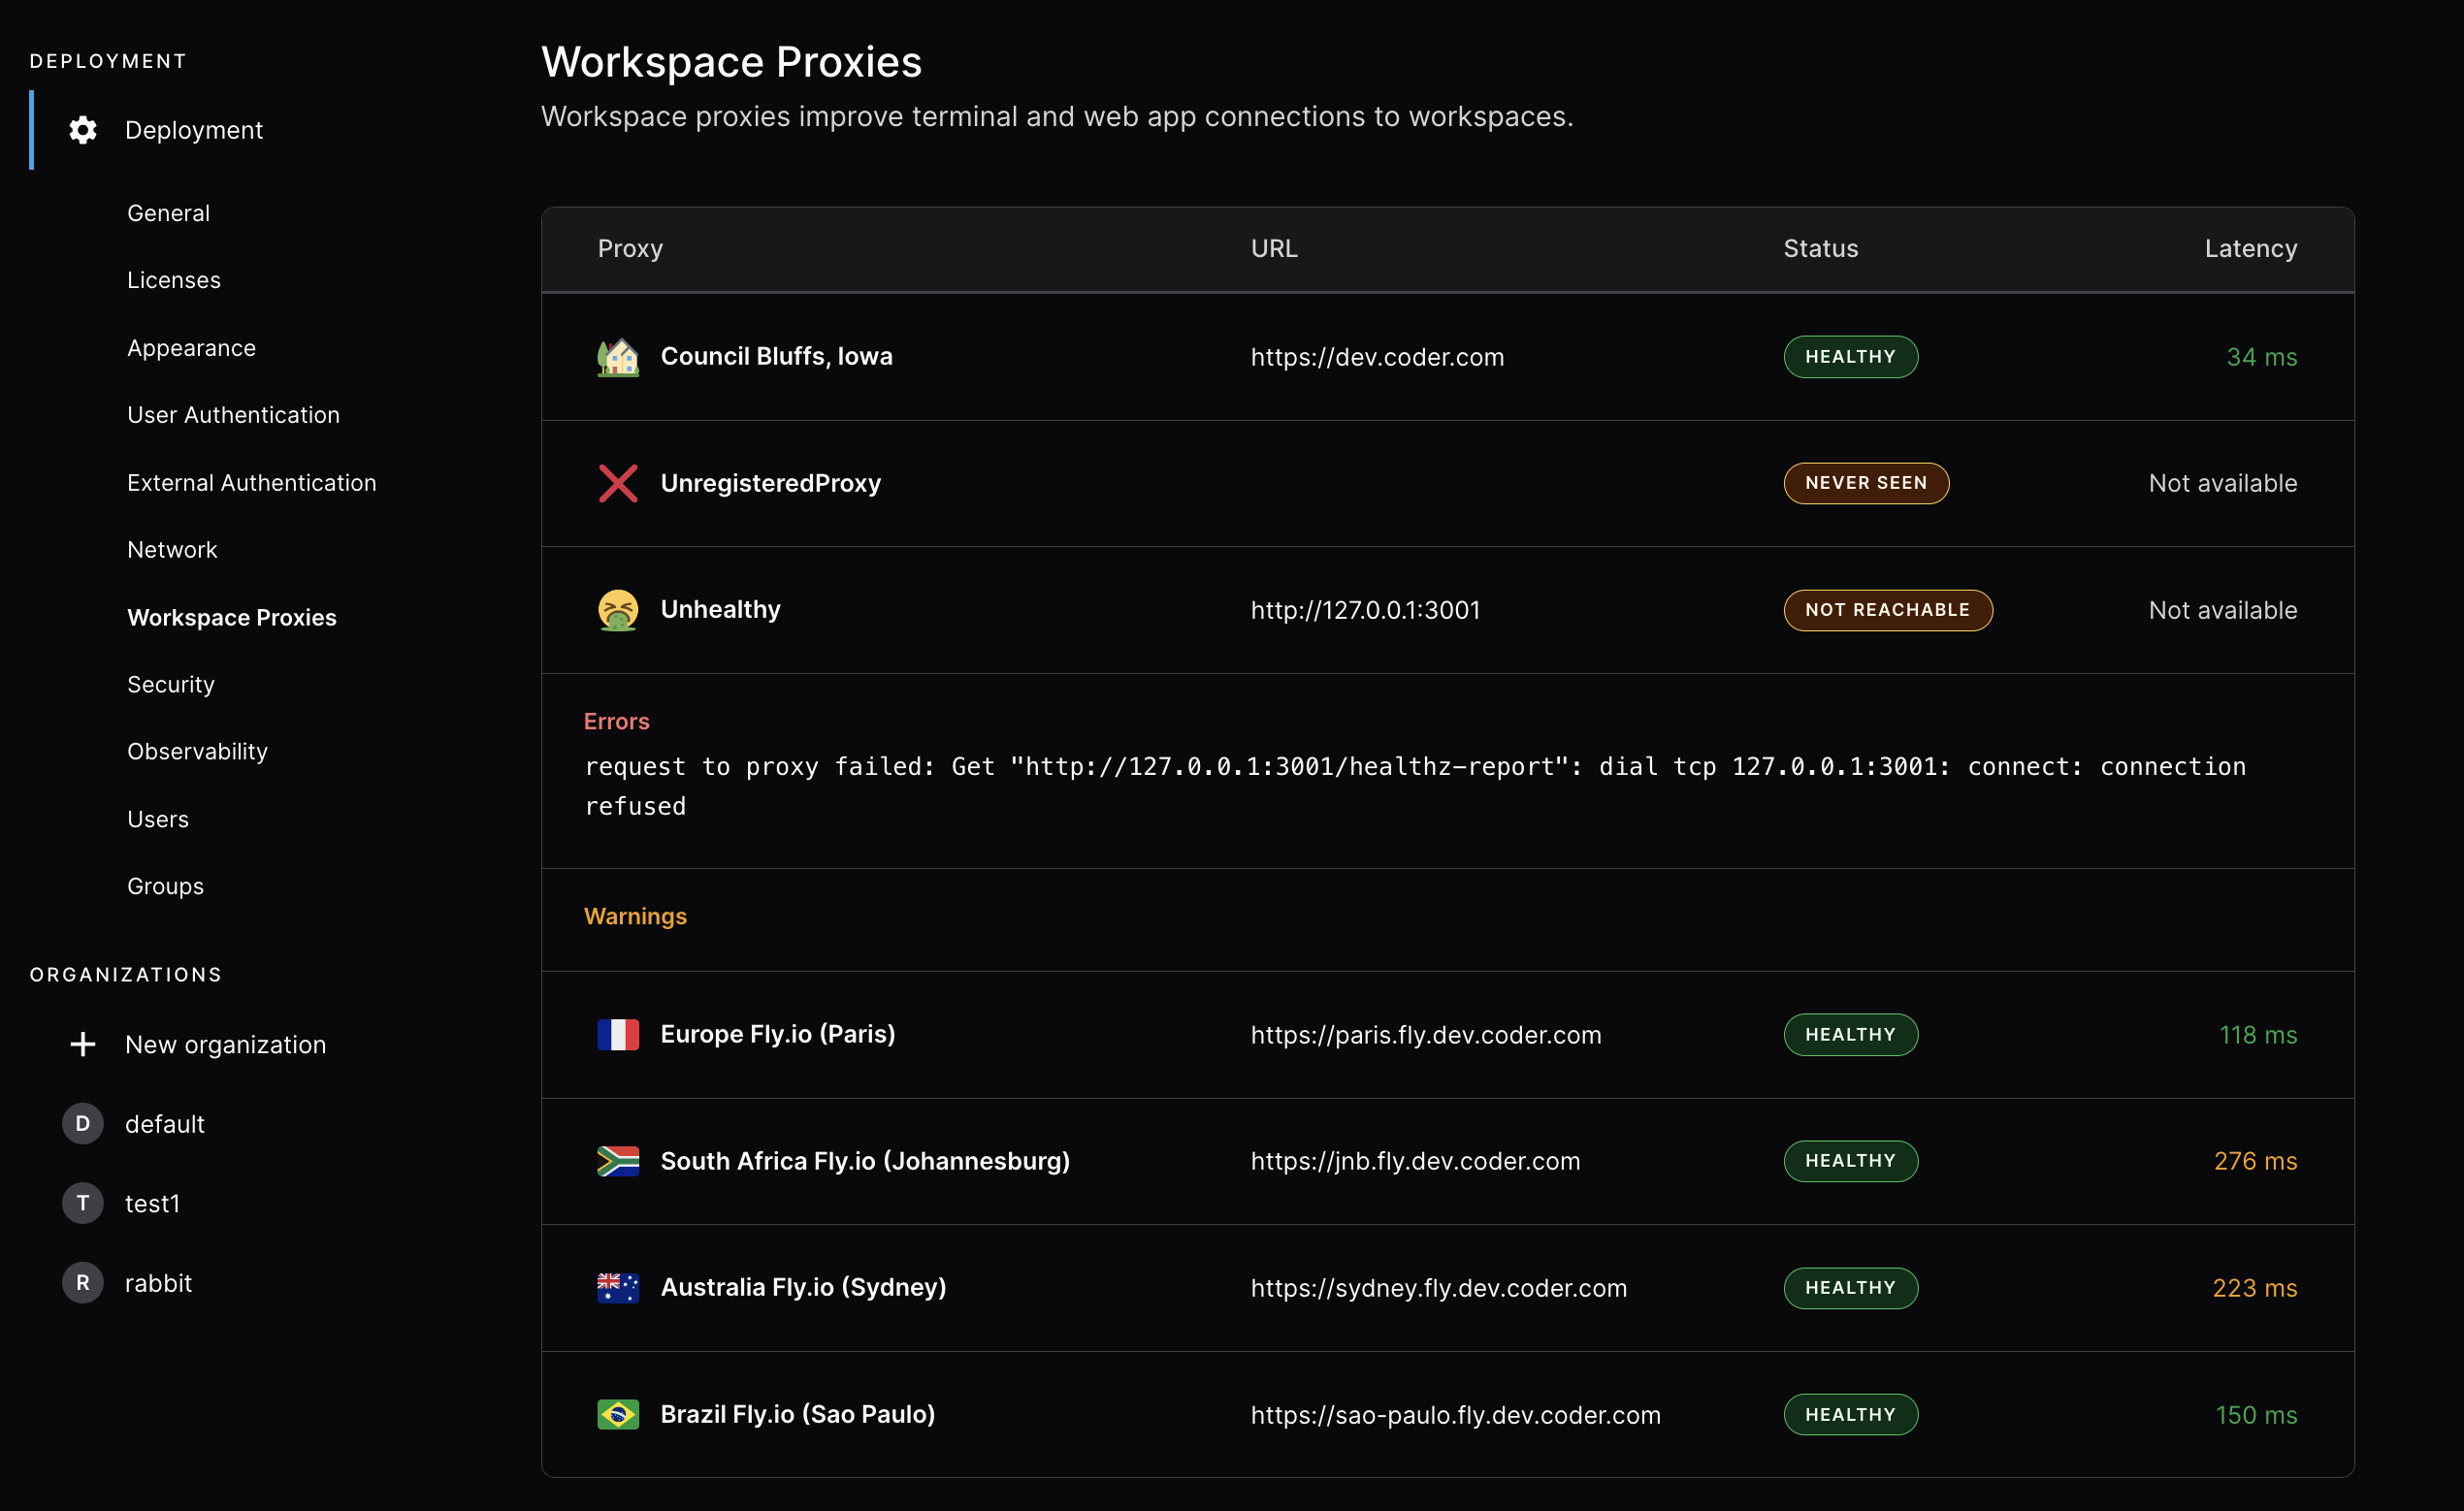 DEPLOYMENT
Deployment
General
Licenses
Appearance
User Authentication
External Authentication
Network
Workspace Proxies
Security
Observability
Users
Groups
ORGANIZATIONS
New organization
D default
T test1
R rabbit
Workspace Proxies
Workspace proxies improve terminal and web app connections to workspaces.
Proxy URL Status Latency
Council Bluffs, Iowa https://dev.coder.com HEALTHY 34 ms
UnregisteredProxy NEVER SEEN Not available
Unhealthy http://127.0.0.1:3001 NOT REACHABLE Not available
Errors
request to proxy failed: Get "http://127.0.0.1:3001/healthz-report": dial tcp 127.0.0.1:3001: connect: connection
refused
Warnings
Europe Fly.io (Paris) https://paris.fly.dev.coder.com HEALTHY 118 ms
South Africa Fly.io (Johannesburg) https://jnb.fly.dev.coder.com HEALTHY 276 ms
Australia Fly.io (Sydney) https://sydney.fly.dev.coder.com HEALTHY 223 ms
Brazil Fly.io (Sao Paulo) https://sao-paulo.fly.dev.coder.com HEALTHY 150 ms